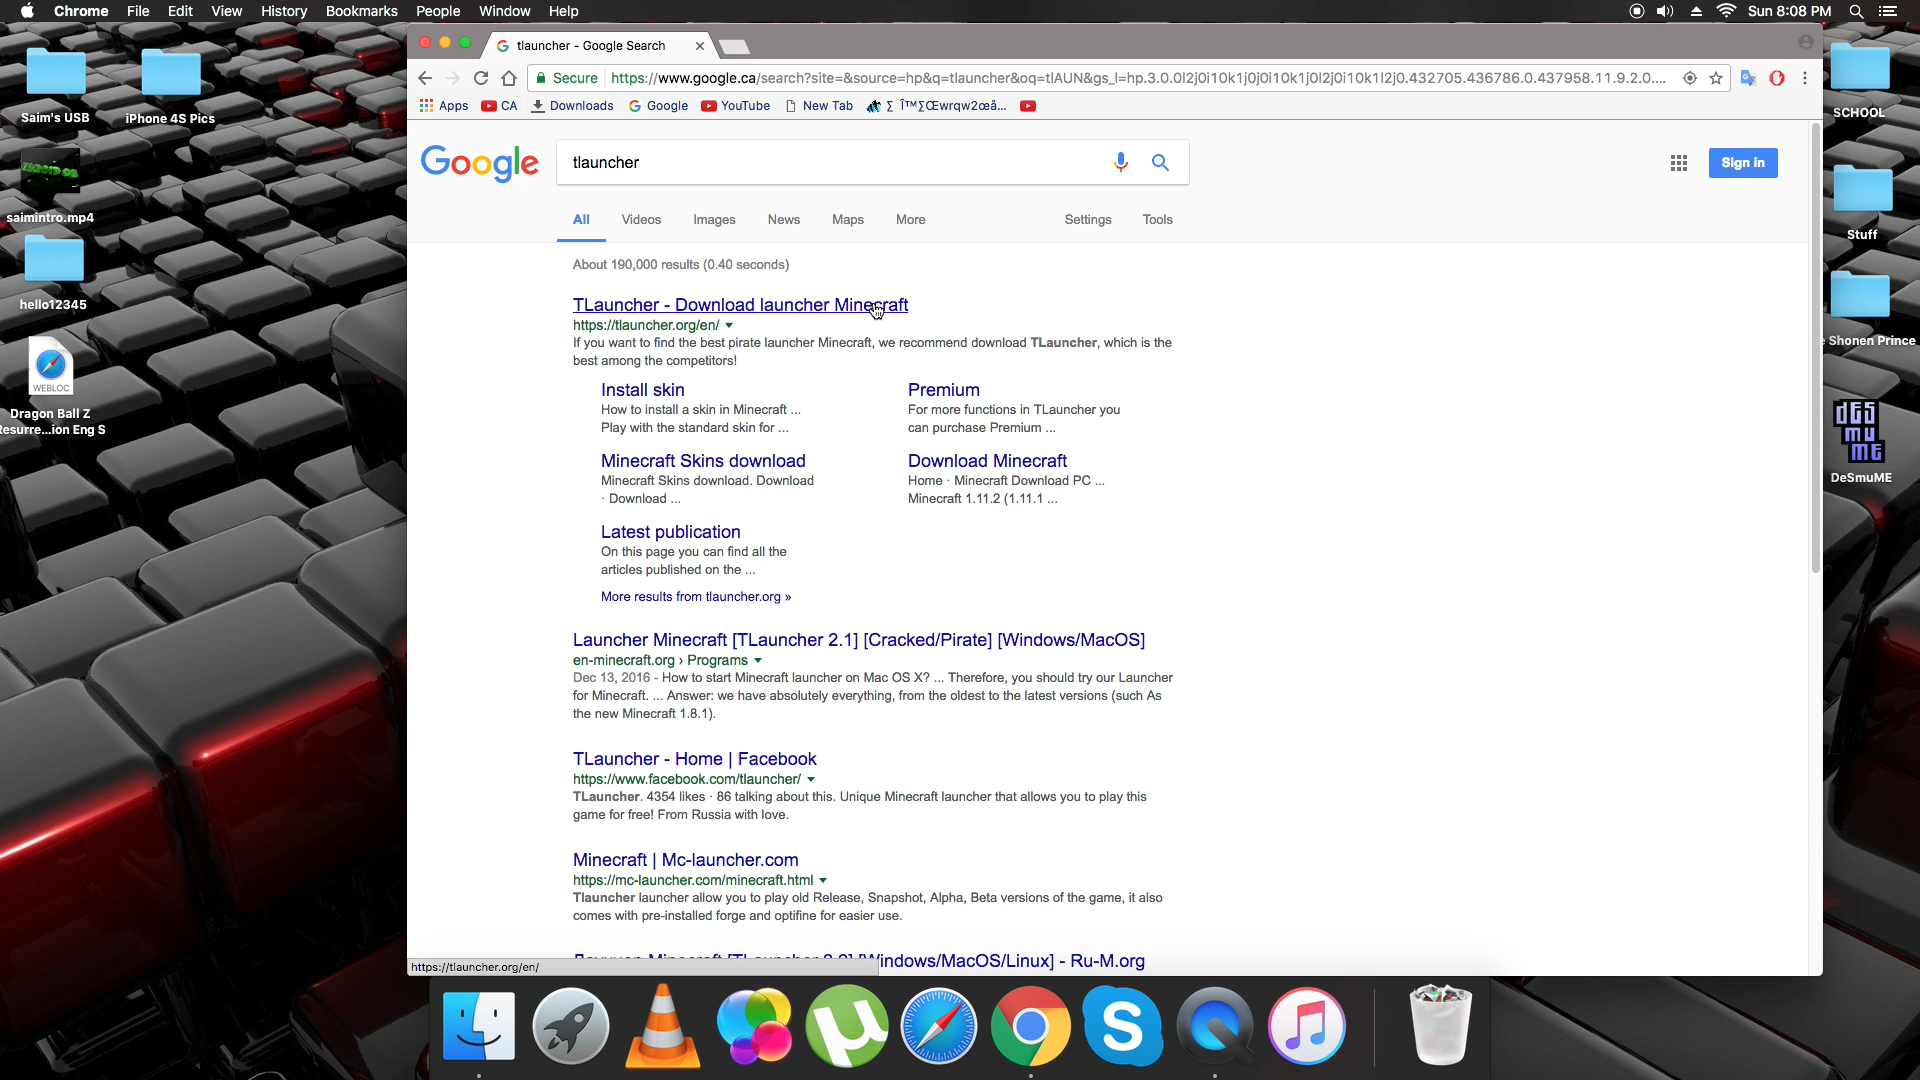 Chrome File Edit View History Bookmarks People Window Help
Sun 8:08 PM
tlauncher - Google Search
Secure https://www.google.ca/search?site=&source=hp&q=tlauncher&oq=tlAUN&gs_l=hp.3.0.0l2j0i10k1j0j0i10k1j0l2j0i10k1l2j0.432705.436786.0.437958.11.9.2.0....
Apps CA Downloads Google YouTube New Tab
Saim's USB
iPhone 4S Pics
saimintro.mp4
hello12345
WEBLOC
Dragon Ball Z
esurre...ion Eng S
SCHOOL
Stuff
Shonen Prince
DeSmuME
Google
tlauncher
Sign in
All Videos Images News Maps More Settings Tools
About 190,000 results (0.40 seconds)
TLauncher - Download launcher Minecraft
https://tlauncher.org/en/
If you want to find the best pirate launcher Minecraft, we recommend download TLauncher, which is the
best among the competitors!
Install skin
How to install a skin in Minecraft ...
Play with the standard skin for ...
Premium
For more functions in TLauncher you
can purchase Premium ...
Minecraft Skins download
Minecraft Skins download. Download
· Download ...
Download Minecraft
Home · Minecraft Download PC ...
Minecraft 1.11.2 (1.11.1 ...
Latest publication
On this page you can find all the
articles published on the ...
More results from tlauncher.org »
Launcher Minecraft [TLauncher 2.1] [Cracked/Pirate] [Windows/MacOS]
en-minecraft.org › Programs
Dec 13, 2016 - How to start Minecraft launcher on Mac OS X? ... Therefore, you should try our Launcher
for Minecraft. ... Answer: we have absolutely everything, from the oldest to the latest versions (such As
the new Minecraft 1.8.1).
TLauncher - Home | Facebook
https://www.facebook.com/tlauncher/
TLauncher. 4354 likes · 86 talking about this. Unique Minecraft launcher that allows you to play this
game for free! From Russia with love.
Minecraft | Mc-launcher.com
https://mc-launcher.com/minecraft.html
Tlauncher launcher allow you to play old Release, Snapshot, Alpha, Beta versions of the game, it also
comes with pre-installed forge and optifine for easier use.
Windows/MacOS/Linux] - Ru-M.org
https://tlauncher.org/en/